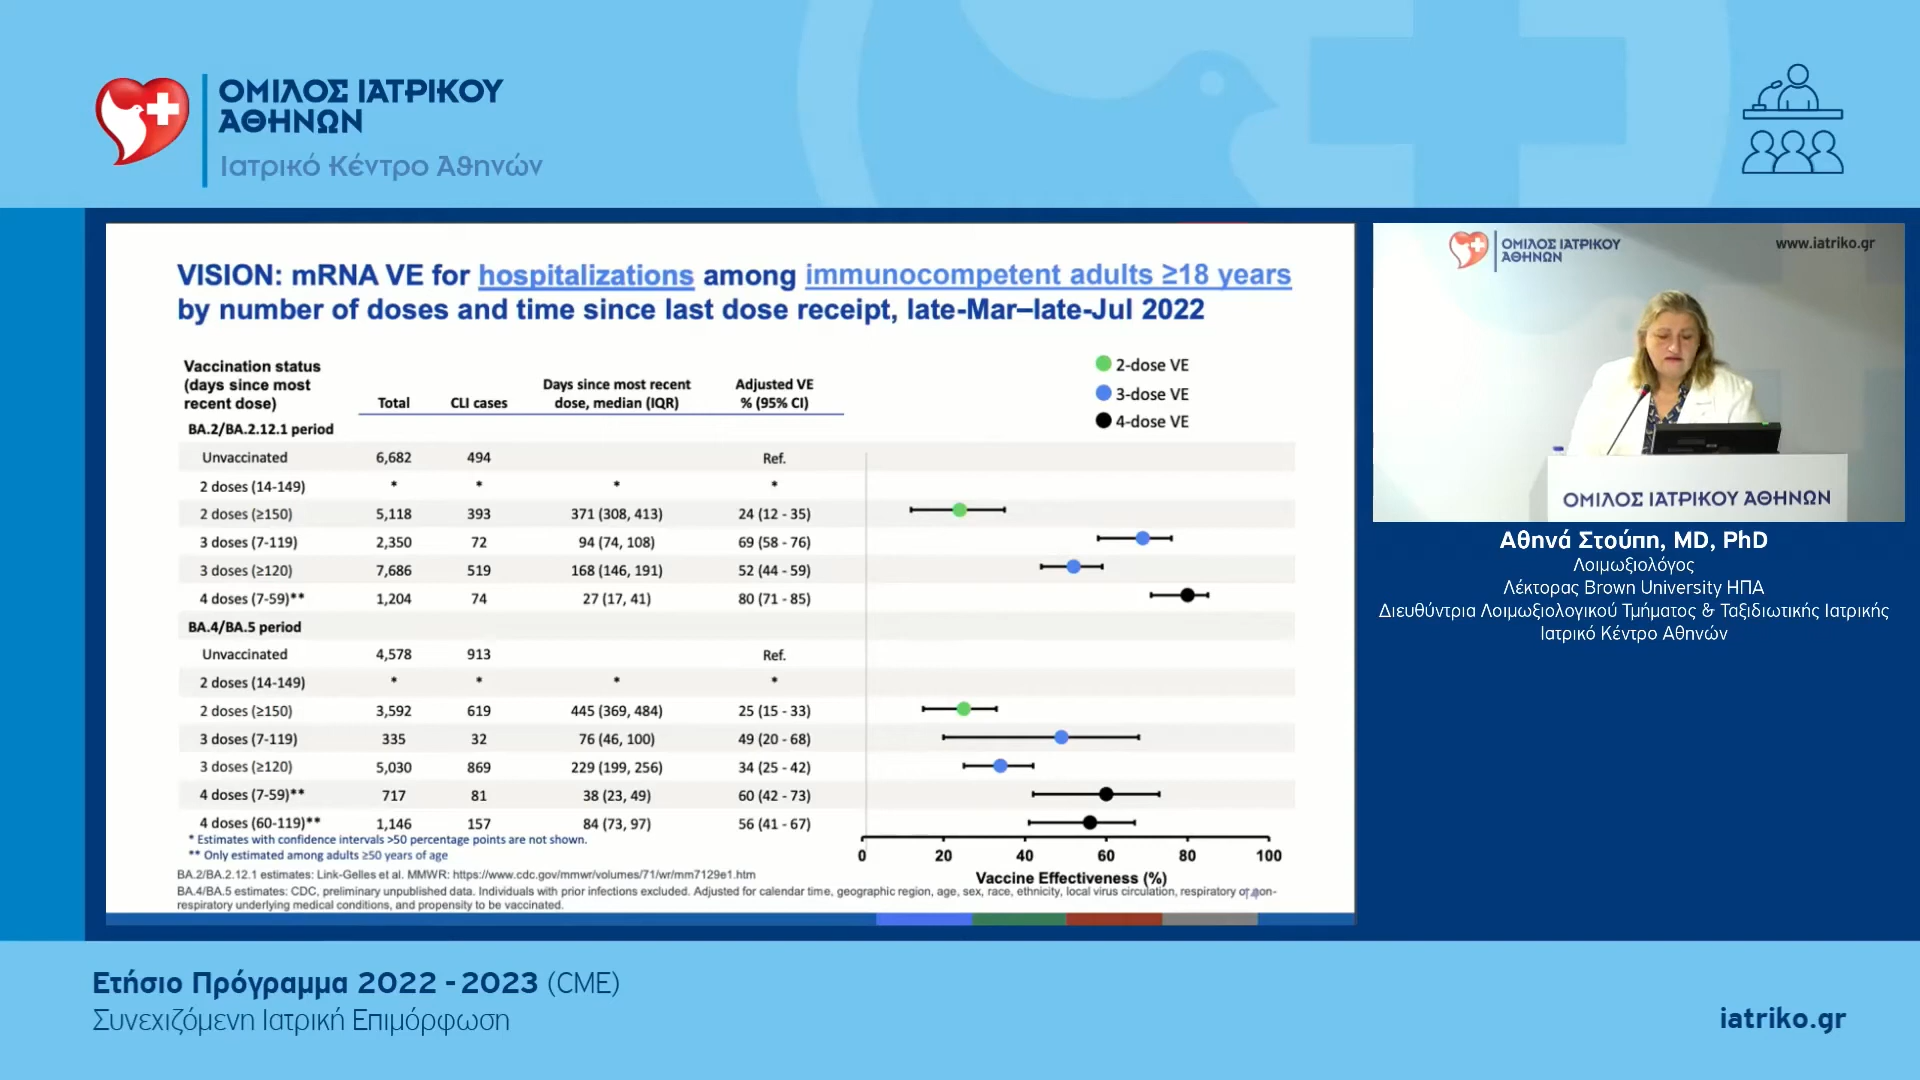 ΟΜΙΛΟΣ ΙΑΤΡΙΚΟΥ
ΑΘΗΝΩΝ
Ιατρικό Κέντρο Αθηνών
VISION: mRNA VE for hospitalizations among immunocompetent adults ≥18 years
by number of doses and time since last dose receipt, late-Mar–late-Jul 2022
Vaccination status
(days since most
recent dose)
Total
CLI cases
Days since most recent
dose, median (IQR)
Adjusted VE
% (95% CI)
2-dose VE
3-dose VE
4-dose VE
BA.2/BA.2.12.1 period
Unvaccinated 6,682 494 Ref.
2 doses (14-149) * * * *
2 doses (≥150) 5,118 393 371 (308, 413) 24 (12 - 35)
3 doses (7-119) 2,350 72 94 (74, 108) 69 (58 - 76)
3 doses (≥120) 7,686 519 168 (146, 191) 52 (44 - 59)
4 doses (7-59)** 1,204 74 27 (17, 41) 80 (71 - 85)
BA.4/BA.5 period
Unvaccinated 4,578 913 Ref.
2 doses (14-149) * * * *
2 doses (≥150) 3,592 619 445 (369, 484) 25 (15 - 33)
3 doses (7-119) 335 32 76 (46, 100) 49 (20 - 68)
3 doses (≥120) 5,030 869 229 (199, 256) 34 (25 - 42)
4 doses (7-59)** 717 81 38 (23, 49) 60 (42 - 73)
4 doses (60-119)** 1,146 157 84 (73, 97) 56 (41 - 67)
* Estimates with confidence intervals >50 percentage points are not shown.
** Only estimated among adults ≥50 years of age
0 20 40 60 80 100
Vaccine Effectiveness (%)
BA.2/BA.2.12.1 estimates: Link-Gelles et al. MMWR: https://www.cdc.gov/mmwr/volumes/71/wr/mm7129e1.htm
BA.4/BA.5 estimates: CDC, preliminary unpublished data. Individuals with prior infections excluded. Adjusted for calendar time, geographic region, age, sex, race, ethnicity, local virus circulation, respiratory or non-
respiratory underlying medical conditions, and propensity to be vaccinated.
ΟΜΙΛΟΣ ΙΑΤΡΙΚΟΥ
ΑΘΗΝΩΝ
www.iatriko.gr
ΟΜΙΛΟΣ ΙΑΤΡΙΚΟΥ ΑΘΗΝΩΝ
Αθηνά Στούπη, MD, PhD
Λοιμωξιολόγος
Λέκτορας Brown University ΗΠΑ
Διευθύντρια Λοιμωξιολογικού Τμήματος & Ταξιδιωτικής Ιατρικής
Ιατρικό Κέντρο Αθηνών
Ετήσιο Πρόγραμμα 2022 - 2023 (CME)
Συνεχιζόμενη Ιατρική Επιμόρφωση
iatriko.gr